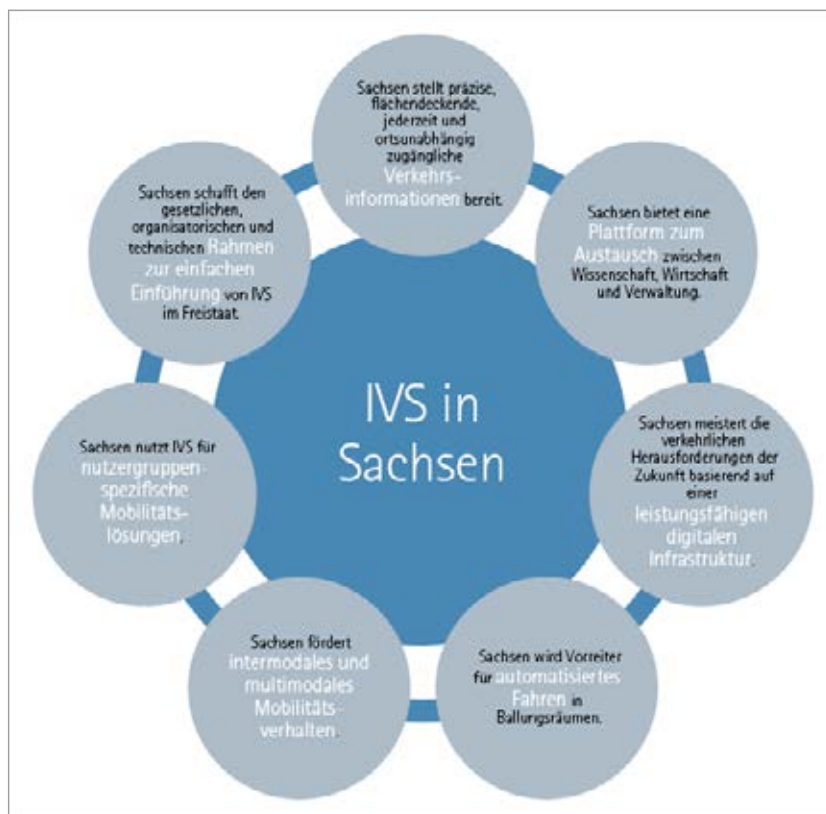 Sachsen stellt präzise,
flächendeckende,
jederzeit und
ortsunabhängig
zugängliche
Verkehrs-
informationen bereit.
Sachsen bietet eine
Plattform zum
Austausch zwischen
Wissenschaft, Wirtschaft
und Verwaltung.
Sachsen meistert die
verkehrlichen
Herausforderungen der
Zukunft basierend auf
einer
leistungsfähigen
digitalen
Infrastruktur.
Sachsen wird Vorreiter
für automatisiertes
Fahren in
Ballungsräumen.
Sachsen fördert
intermodales und
multimodales
Mobilitäts-
verhalten.
Sachsen nutzt IVS für
nutzergruppen-
spezifische
Mobilitäts-
lösungen.
Sachsen schafft den
gesetzlichen,
organisatorischen und
technischen Rahmen
zur einfachen
Einführung von IVS
im Freistaat.
IVS in
Sachsen